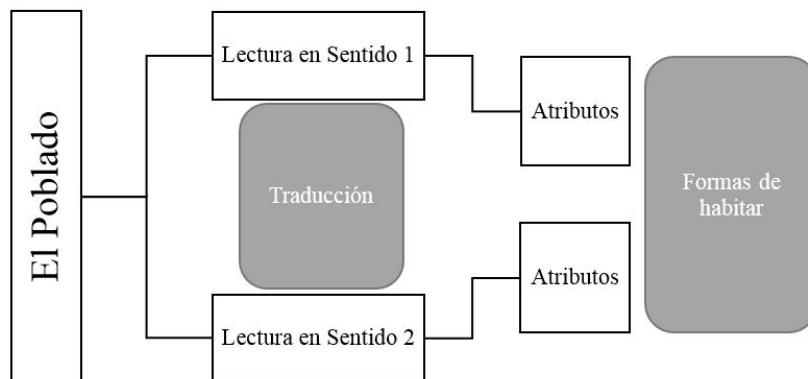 El Poblado
Lectura en Sentido 1
Traducción
Lectura en Sentido 2
Atributos
Atributos
Formas de
habitar